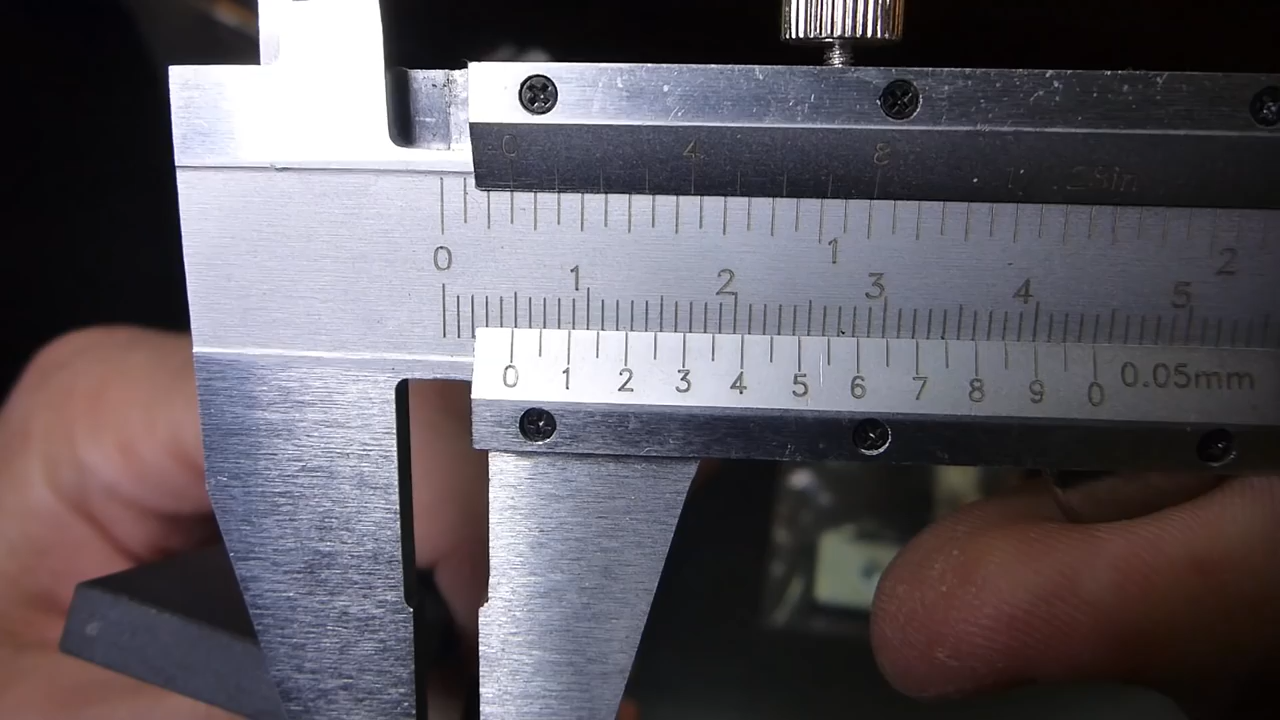 0 4 8 1/128in
0 1 2
1 2 3 4 5
0 1 2 3 4 5 6 7 8 9 0 0.05mm